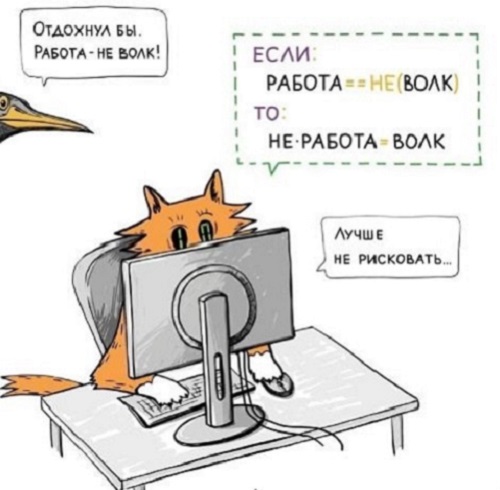 Отдохнул бы.
Работа - не волк!
ЕСЛИ:
РАБОТА==НЕ(ВОЛК)
ТО:
НЕ·РАБОТА=ВОЛК
Лучше
не рисковать...